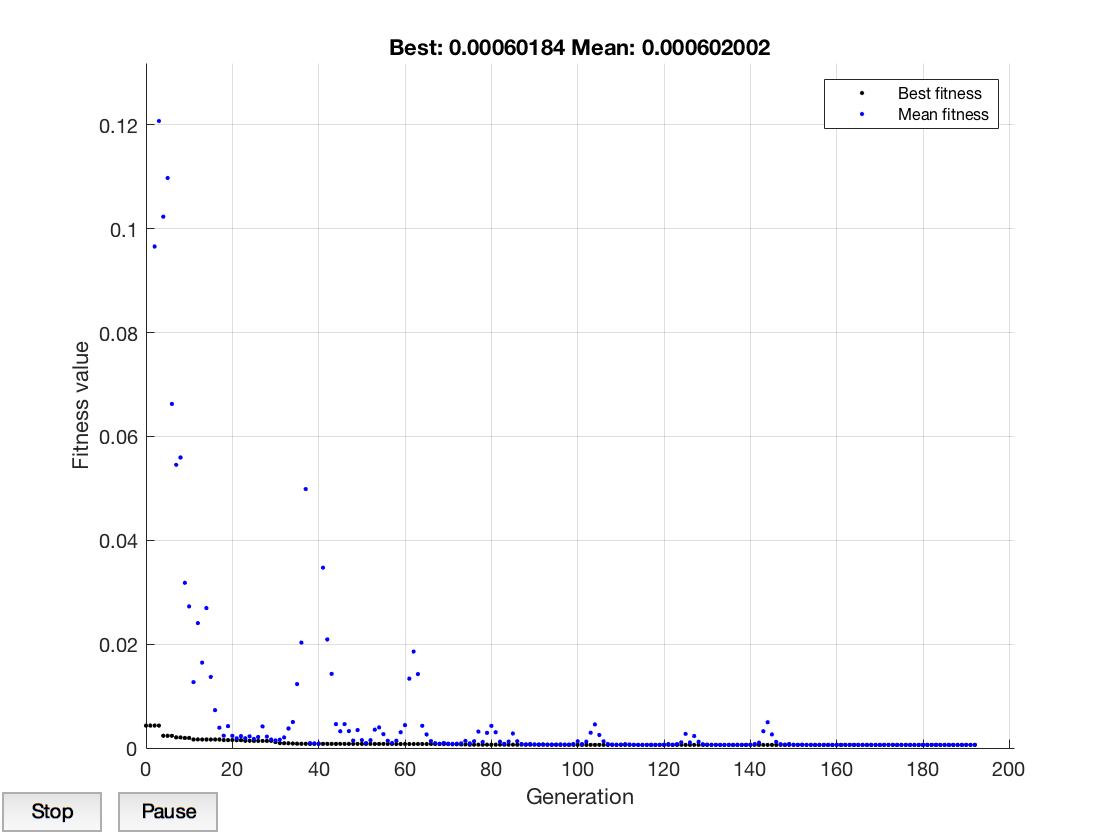 Best: 0.00060184 Mean: 0.000602002
Best fitness
Mean fitness
0.12
0.1
0.08
0.06
0.04
0.02
0
Fitness value
0 20 40 60 80 100 120 140 160 180 200
Generation
Stop Pause